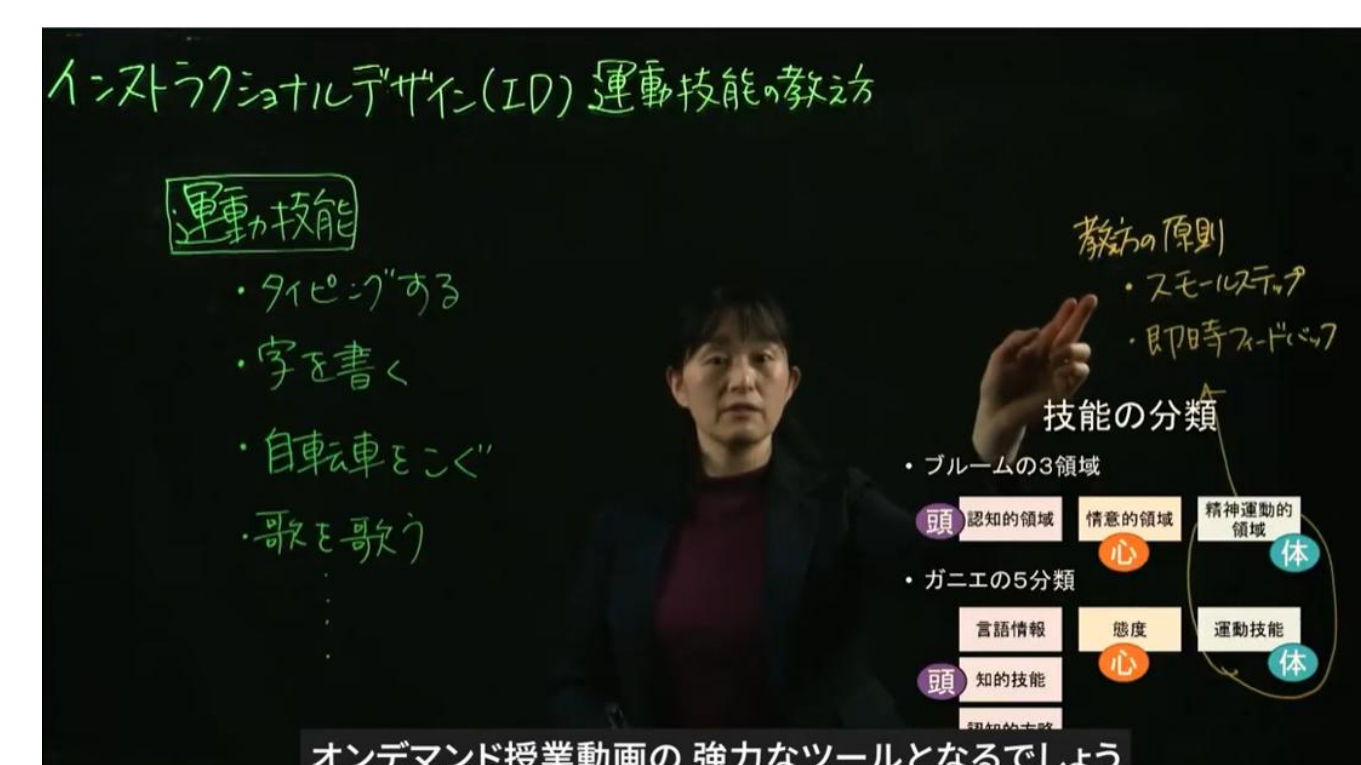 インストラクショナルデザイン(ID) 運動技能の教え方
運動技能
・タイピングする
・字を書く
・自転車をこぐ
・歌を歌う
教え方の原則
・スモールステップ
・即時フィードバック
技能の分類
• ブルームの3領域
頭 認知的領域 情意的領域 精神運動的
領域
心 体
• ガニエの5分類
言語情報 態度 運動技能
心 体
頭 知的技能
認知的方略
オンデマンド授業動画の 強力なツールとなるでしょう